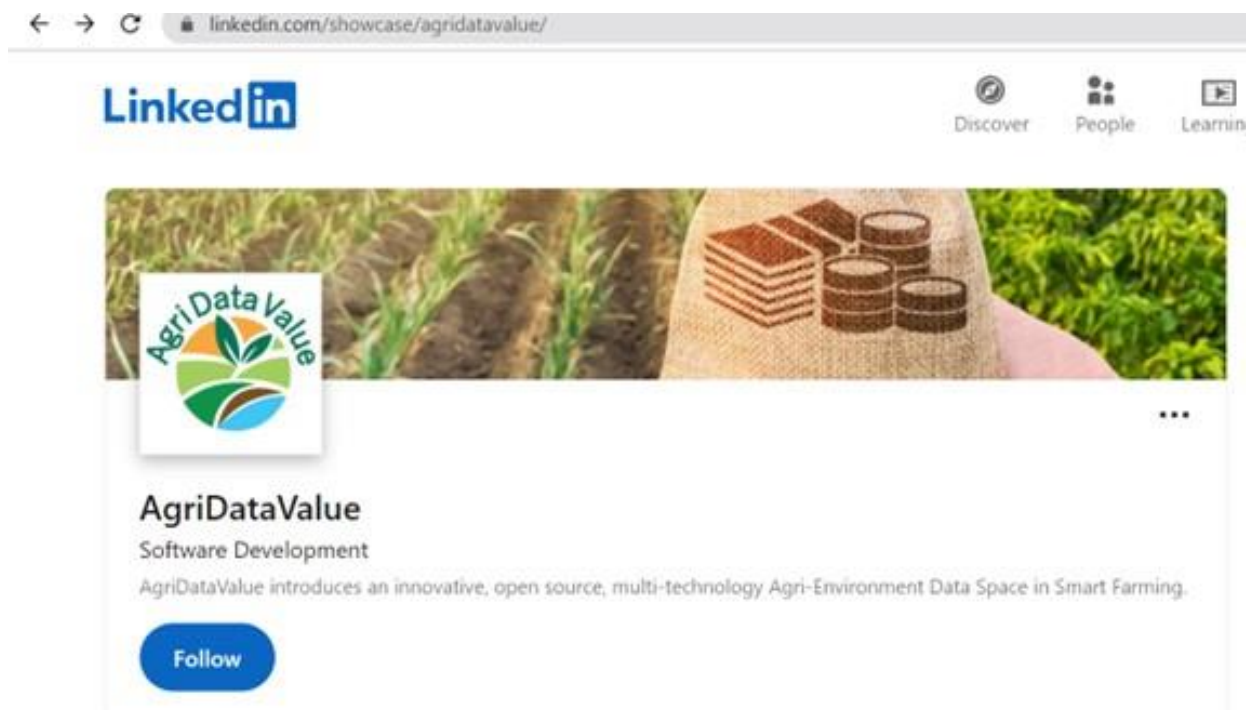 linkedin.com/showcase/agridatavalue/
Linked in
Discover People Learning
Agri Data Value
AgriDataValue
Software Development
AgriDataValue introduces an innovative, open source, multi-technology Agri-Environment Data Space in Smart Farming.
Follow